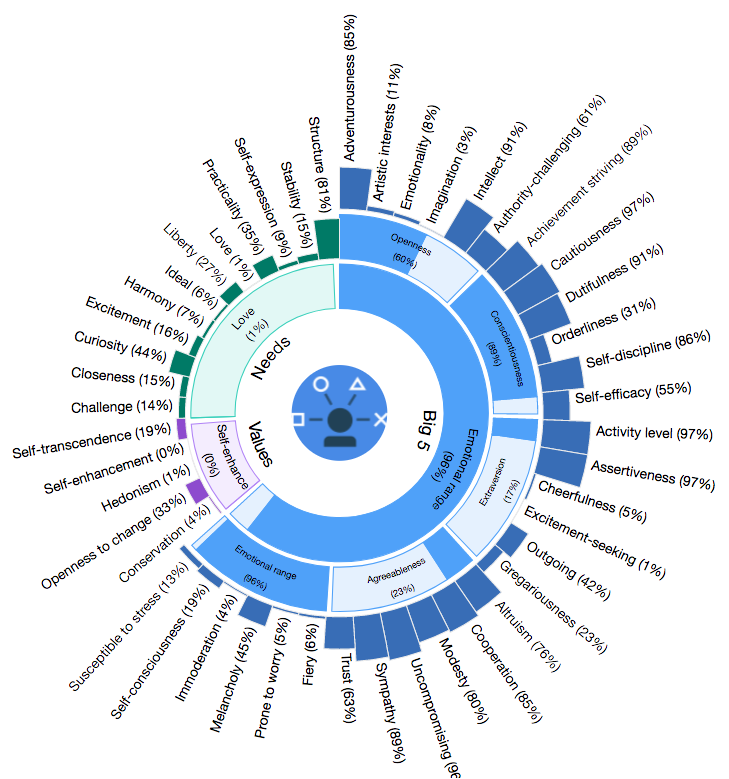 Adventurousness (85%)
Artistic interests (11%)
Emotionality (8%)
Imagination (3%)
Intellect (91%)
Authority-challenging (61%)
Achievement striving (89%)
Cautiousness (97%)
Dutifulness (91%)
Orderliness (31%)
Self-discipline (86%)
Self-efficacy (55%)
Activity level (97%)
Assertiveness (97%)
Cheerfulness (5%)
Excitement-seeking (1%)
Outgoing (42%)
Gregariousness (23%)
Altruism (76%)
Cooperation (85%)
Modesty (80%)
Uncompromising (96
Sympathy (89%)
Trust (63%)
Fiery (6%)
Prone to worry (5%)
Melancholy (45%)
Immoderation (4%)
Self-consciousness (19%)
Susceptible to stress (13%)
Conservation (4%)
Openness to change (33%)
Hedonism (1%)
Self-enhancement (0%)
Self-transcendence (19%)
Challenge (14%)
Closeness (15%)
Curiosity (44%)
Excitement (16%)
Harmony (7%)
Ideal (6%)
Liberty (27%)
Love (1%)
Practicality (35%)
Self-expression (9%)
Stability (15%)
Structure (81%)
Openness
(60%)
Conscientiousness
(89%)
Extraversion
(17%)
Agreeableness
(23%)
Emotional range
(96%)
Self-enhance
(0%)
Love
(1%)
Emotional range
(96%)
Needs
Values
Big 5